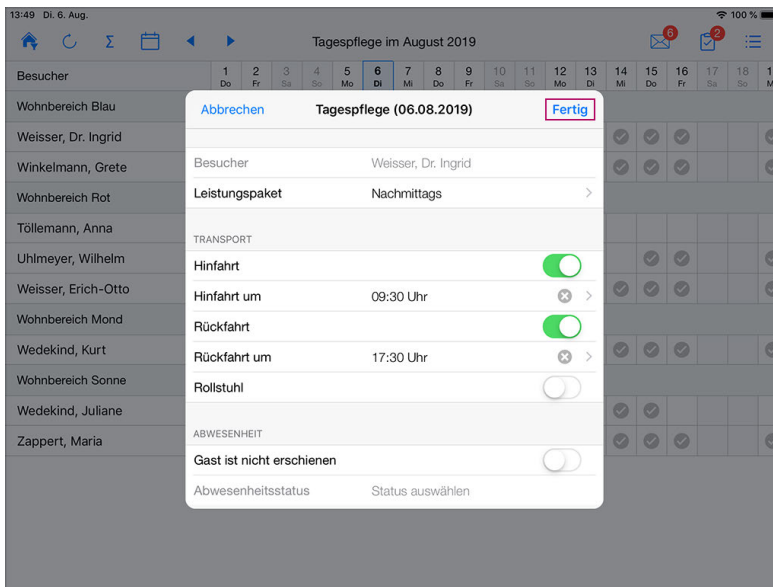 13:49 Di. 6. Aug. 100 %
Σ Tagespflege im August 2019 6 2
Besucher 1 2 3 4 5 6 7 8 9 10 11 12 13 14 15 16 17 18 1
Do Fr Sa So Mo Di Mi Do Fr Sa So Mo Di Mi Do Fr Sa So M
Wohnbereich Blau
Weisser, Dr. Ingrid
Winkelmann, Grete
Wohnbereich Rot
Töllemann, Anna
Uhlmeyer, Wilhelm
Weisser, Erich-Otto
Wohnbereich Mond
Wedekind, Kurt
Wohnbereich Sonne
Wedekind, Juliane
Zappert, Maria
Abbrechen Tagespflege (06.08.2019) Fertig
Besucher Weisser, Dr. Ingrid
Leistungspaket Nachmittags
TRANSPORT
Hinfahrt
Hinfahrt um 09:30 Uhr
Rückfahrt
Rückfahrt um 17:30 Uhr
Rollstuhl
ABWESENHEIT
Gast ist nicht erschienen
Abwesenheitsstatus Status auswählen